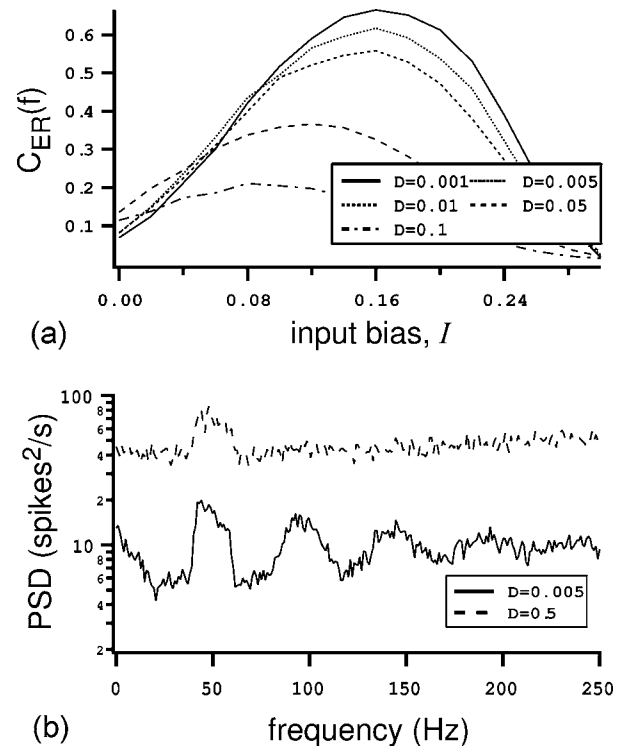 0.6
0.5
0.4
0.3
0.2
0.1
C_ER(f)
D=0.001 D=0.005
D=0.01 D=0.05
D=0.1
0.00 0.08 0.16 0.24
(a) input bias, I
100
8
6
4
2
10
8
6
4
2
PSD (spikes²/s)
D=0.005
D=0.5
0 50 100 150 200 250
(b) frequency (Hz)